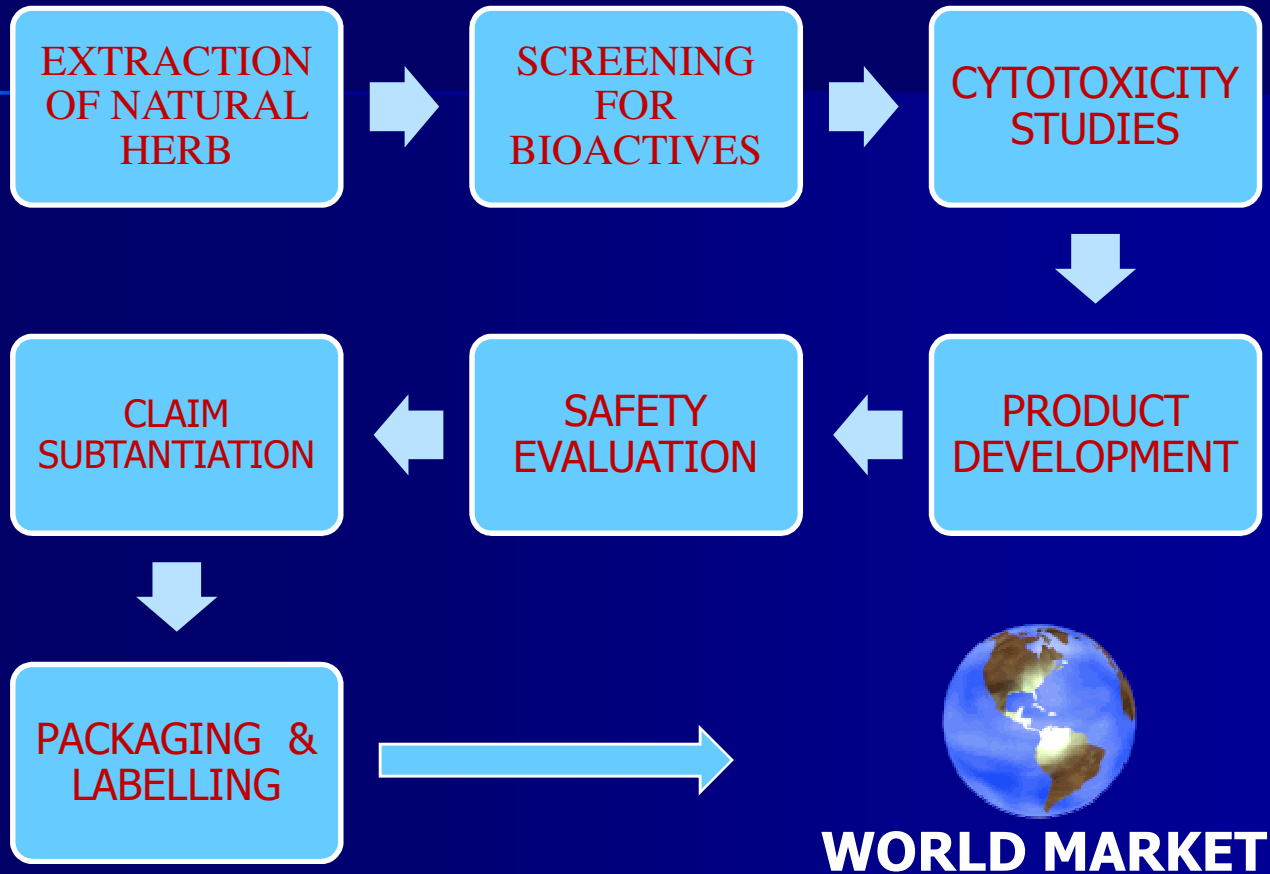 EXTRACTION
OF NATURAL
HERB
SCREENING
FOR
BIOACTIVES
CYTOTOXICITY
STUDIES
PRODUCT
DEVELOPMENT
SAFETY
EVALUATION
CLAIM
SUBTANTIATION
PACKAGING &
LABELLING
WORLD MARKET